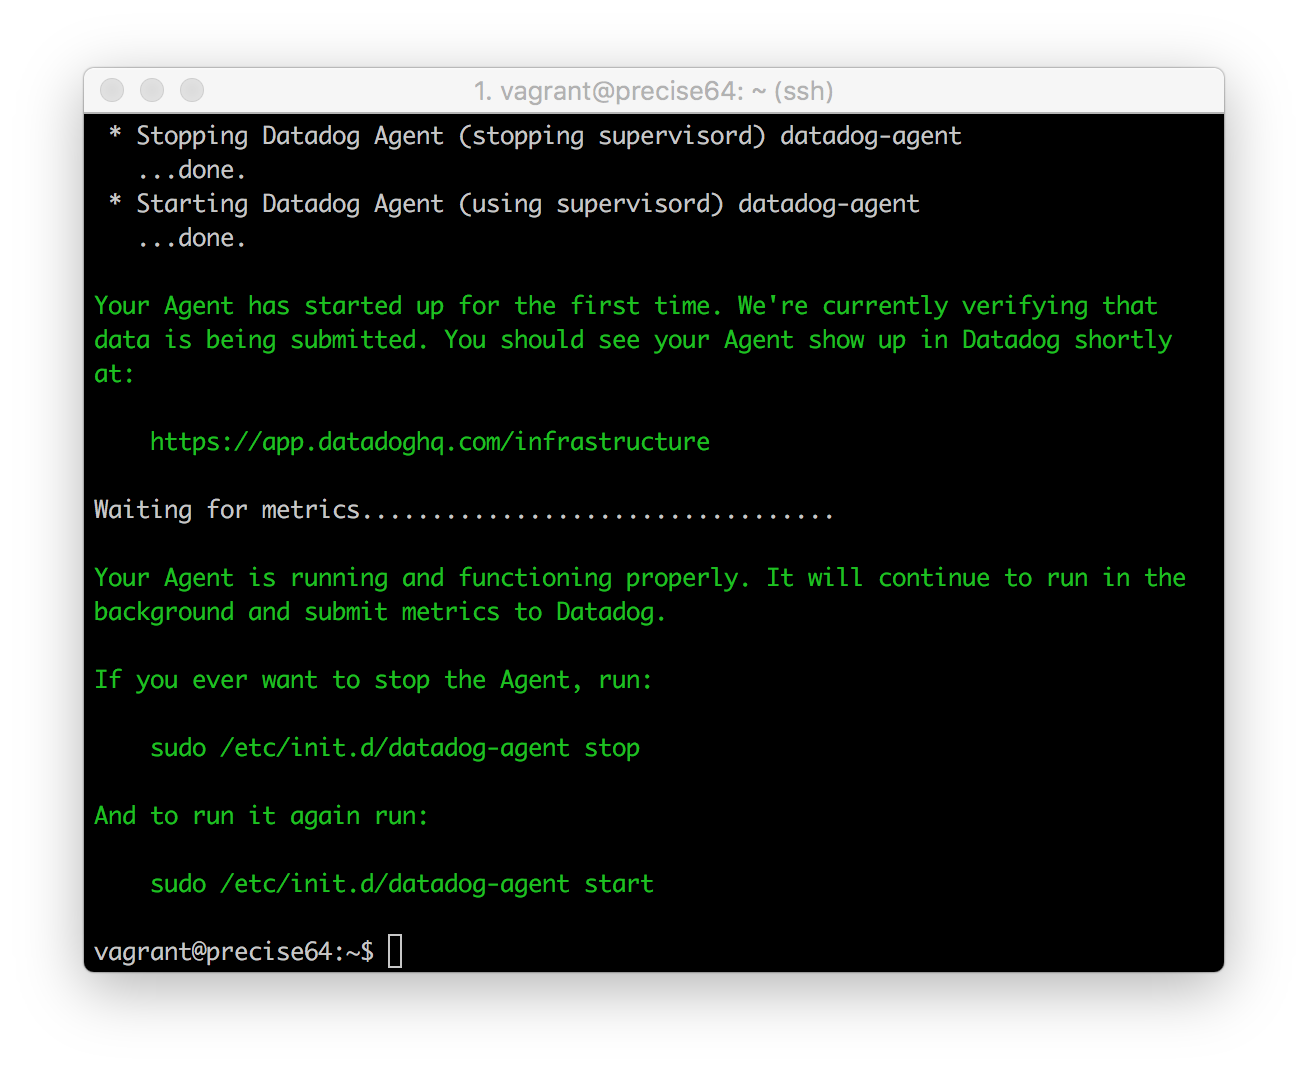 1. vagrant@precise64: ~ (ssh)
* Stopping Datadog Agent (stopping supervisord) datadog-agent
...done.
* Starting Datadog Agent (using supervisord) datadog-agent
...done.
Your Agent has started up for the first time. We're currently verifying that
data is being submitted. You should see your Agent show up in Datadog shortly
at:
https://app.datadoghq.com/infrastructure
Waiting for metrics..................................
Your Agent is running and functioning properly. It will continue to run in the
background and submit metrics to Datadog.
If you ever want to stop the Agent, run:
sudo /etc/init.d/datadog-agent stop
And to run it again run:
sudo /etc/init.d/datadog-agent start
vagrant@precise64:~$